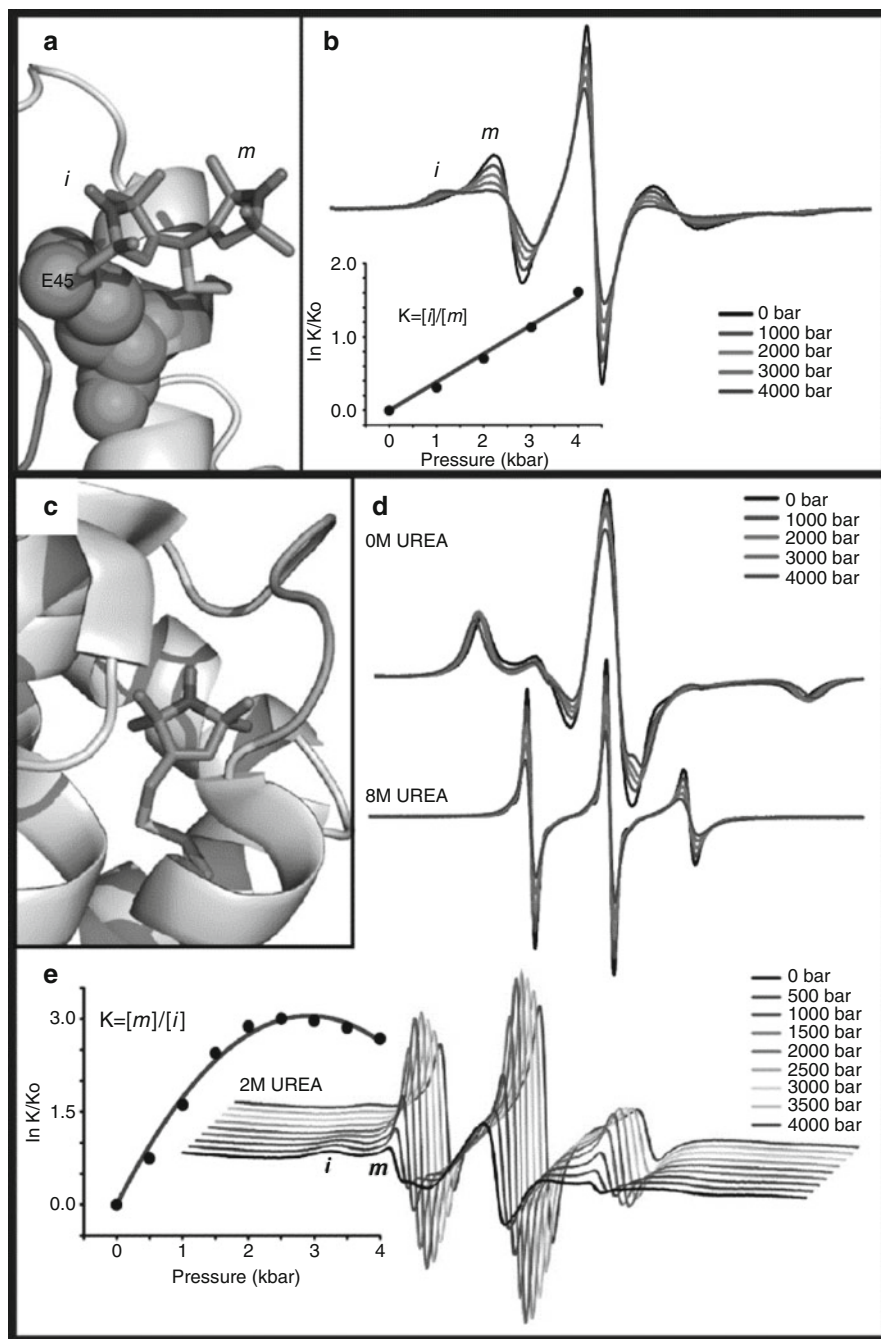 a
i
m
E45
b
i
m
2.0
1.0
0.0
ln K/Ko
K=[i]/[m]
0
1
2
3
4
Pressure (kbar)
0 bar
1000 bar
2000 bar
3000 bar
4000 bar
c
d
0M UREA
8M UREA
0 bar
1000 bar
2000 bar
3000 bar
4000 bar
e
3.0
1.5
0.0
ln K/Ko
K=[m]/[i]
2M UREA
i
m
0
1
2
3
4
Pressure (kbar)
0 bar
500 bar
1000 bar
1500 bar
2000 bar
2500 bar
3000 bar
3500 bar
4000 bar